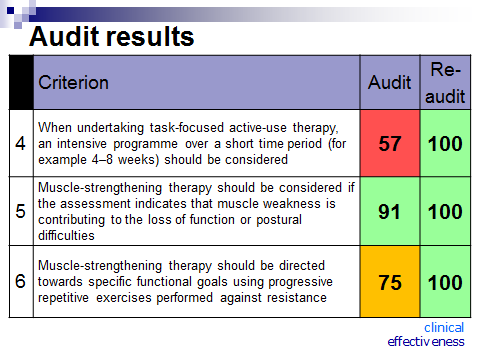 Audit results
Criterion
Audit
Re-
audit
4
When undertaking task-focused active-use therapy,
an intensive programme over a short time period (for
example 4–8 weeks) should be considered
57
100
5
Muscle-strengthening therapy should be considered if
the assessment indicates that muscle weakness is
contributing to the loss of function or postural
difficulties
91
100
6
Muscle-strengthening therapy should be directed
towards specific functional goals using progressive
repetitive exercises performed against resistance
75
100
clinical
effectiveness